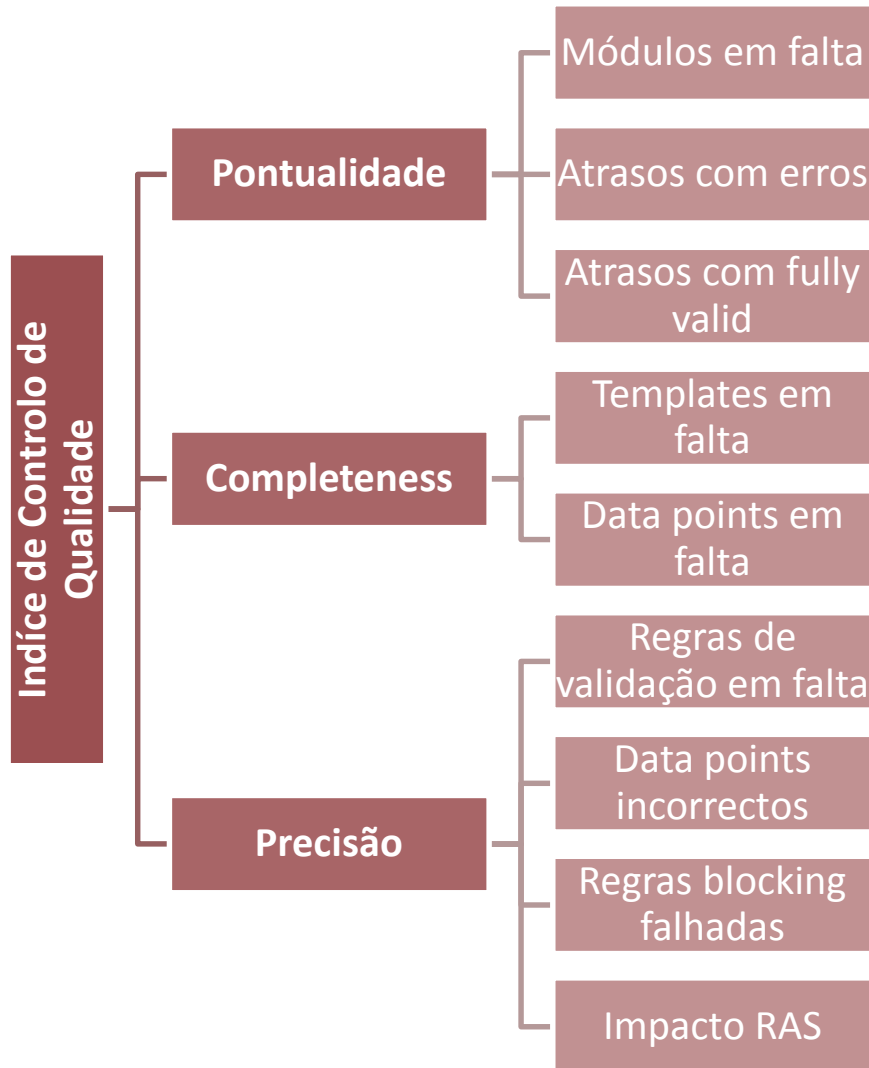 Indíce de Controlo de
Qualidade
Pontualidade
Módulos em falta
Atrasos com erros
Atrasos com fully
valid
Completeness
Templates em
falta
Data points em
falta
Precisão
Regras de
validação em falta
Data points
incorrectos
Regras blocking
falhadas
Impacto RAS